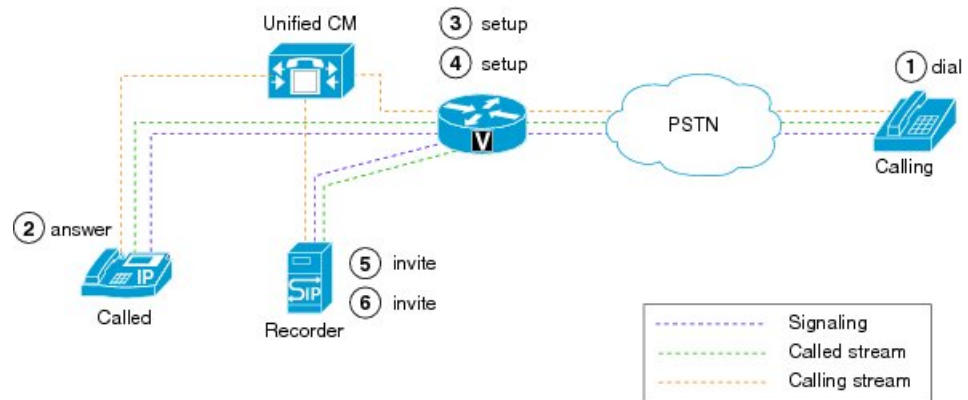 Unified CM
3 setup
4 setup
1 dial
V
PSTN
Calling
2 answer
IP
Called
SIP
5 invite
6 invite
Recorder
Signaling
Called stream
Calling stream